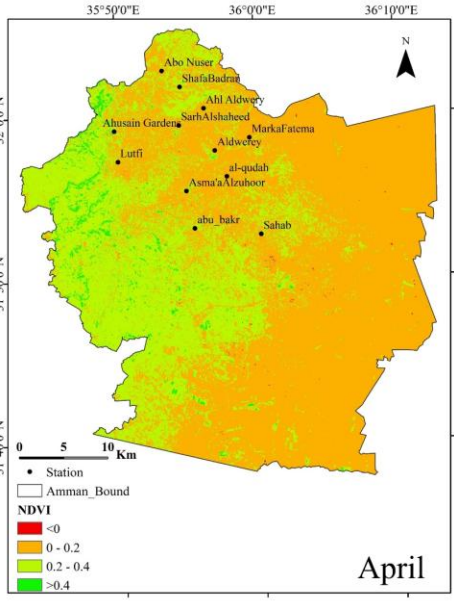 35°50'0"E
36°0'0"E
36°10'0"E
N
Abo Nuser
ShafaBadran
Ahl Aldwery
SarhAlshaheed
Ahusain Gardens
MarkaFatema
Aldwerey
Lutfi
al-qudah
Asma'aAlzuhoor
abu_bakr
Sahab
0 5 10
Km
Station
Amman_Bound
NDVI
<0
0 - 0.2
0.2 - 0.4
>0.4
April